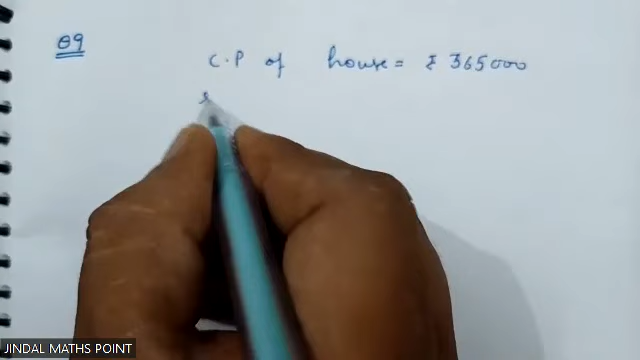 Q9
C.P of house = ₹ 365000
JINDAL MATHS POINT